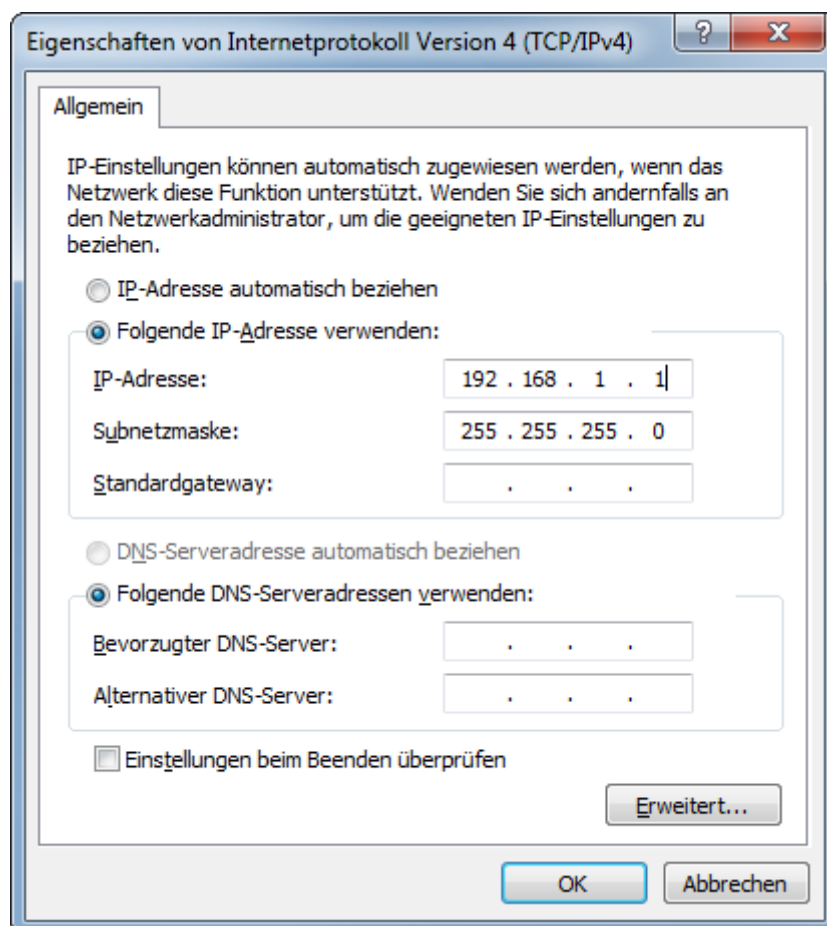 Eigenschaften von Internetprotokoll Version 4 (TCP/IPv4)
?
X
Allgemein
IP-Einstellungen können automatisch zugewiesen werden, wenn das
Netzwerk diese Funktion unterstützt. Wenden Sie sich andernfalls an
den Netzwerkadministrator, um die geeigneten IP-Einstellungen zu
beziehen.
IP-Adresse automatisch beziehen
Folgende IP-Adresse verwenden:
IP-Adresse: 192 . 168 . 1 . 1
Subnetzmaske: 255 . 255 . 255 . 0
Standardgateway: . . .
DNS-Serveradresse automatisch beziehen
Folgende DNS-Serveradressen verwenden:
Bevorzugter DNS-Server: . . .
Alternativer DNS-Server: . . .
Einstellungen beim Beenden überprüfen
Erweitert...
OK Abbrechen